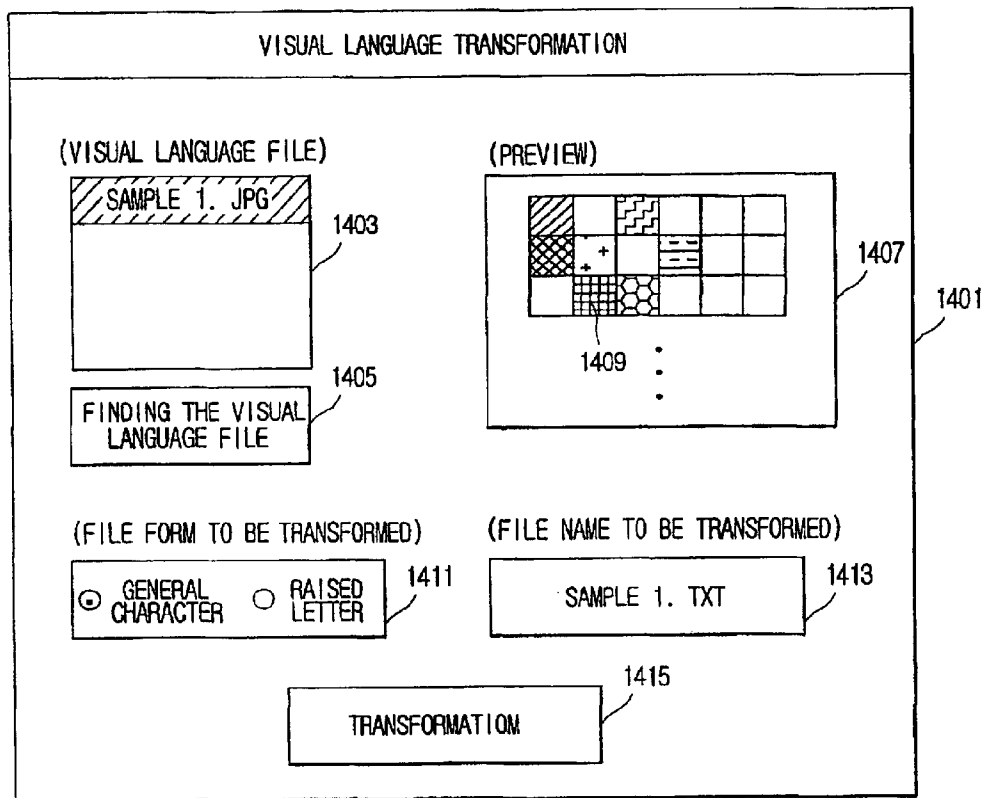 VISUAL LANGUAGE TRANSFORMATION
(VISUAL LANGUAGE FILE)
SAMPLE 1. JPG
1403
1405
FINDING THE VISUAL
LANGUAGE FILE
(PREVIEW)
1407
1401
1409
(FILE FORM TO BE TRANSFORMED)
GENERAL
CHARACTER
RAISED
LETTER
1411
(FILE NAME TO BE TRANSFORMED)
SAMPLE 1. TXT
1413
1415
TRANSFORMATIOM